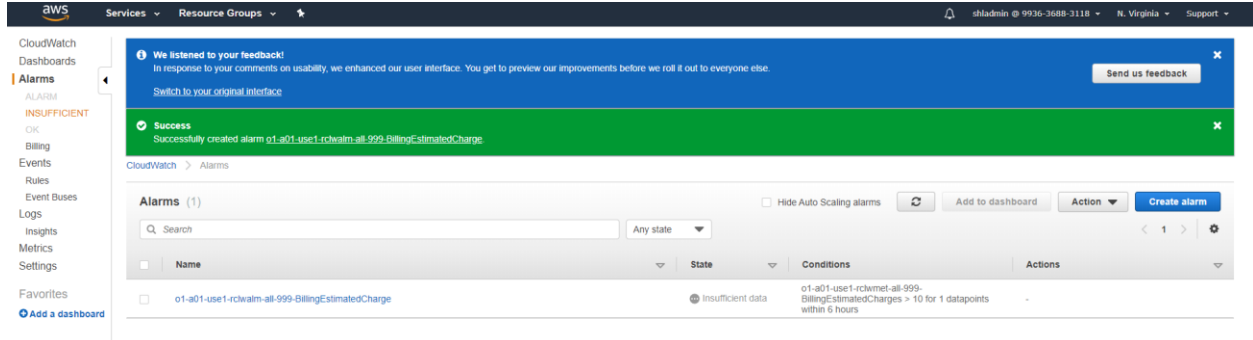 aws
Services
Resource Groups
shladmin @ 9936-3688-3118
N. Virginia
Support
CloudWatch
Dashboards
Alarms
ALARM
INSUFFICIENT
OK
Billing
Events
Rules
Event Buses
Logs
Insights
Metrics
Settings
Favorites
Add a dashboard
We listened to your feedback!
In response to your comments on usability, we enhanced our user interface. You get to preview our improvements before we roll it out to everyone else.
Switch to your original interface
Send us feedback
Success
Successfully created alarm o1-a01-use1-rclwalm-all-999-BillingEstimatedCharge.
CloudWatch > Alarms
Alarms (1)
Hide Auto Scaling alarms
Add to dashboard
Action
Create alarm
Search
Any state
1
Name
State
Conditions
Actions
o1-a01-use1-rclwalm-all-999-BillingEstimatedCharge
Insufficient data
o1-a01-use1-rclwmet-all-999-
BillingEstimatedCharges > 10 for 1 datapoints
within 6 hours
-